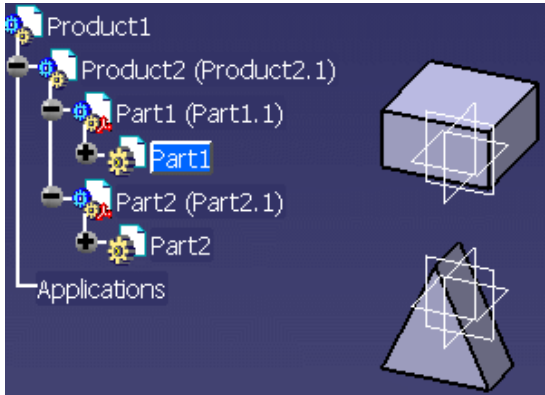 Product1
Product2 (Product2.1)
Part1 (Part1.1)
Part1
Part2 (Part2.1)
Part2
Applications